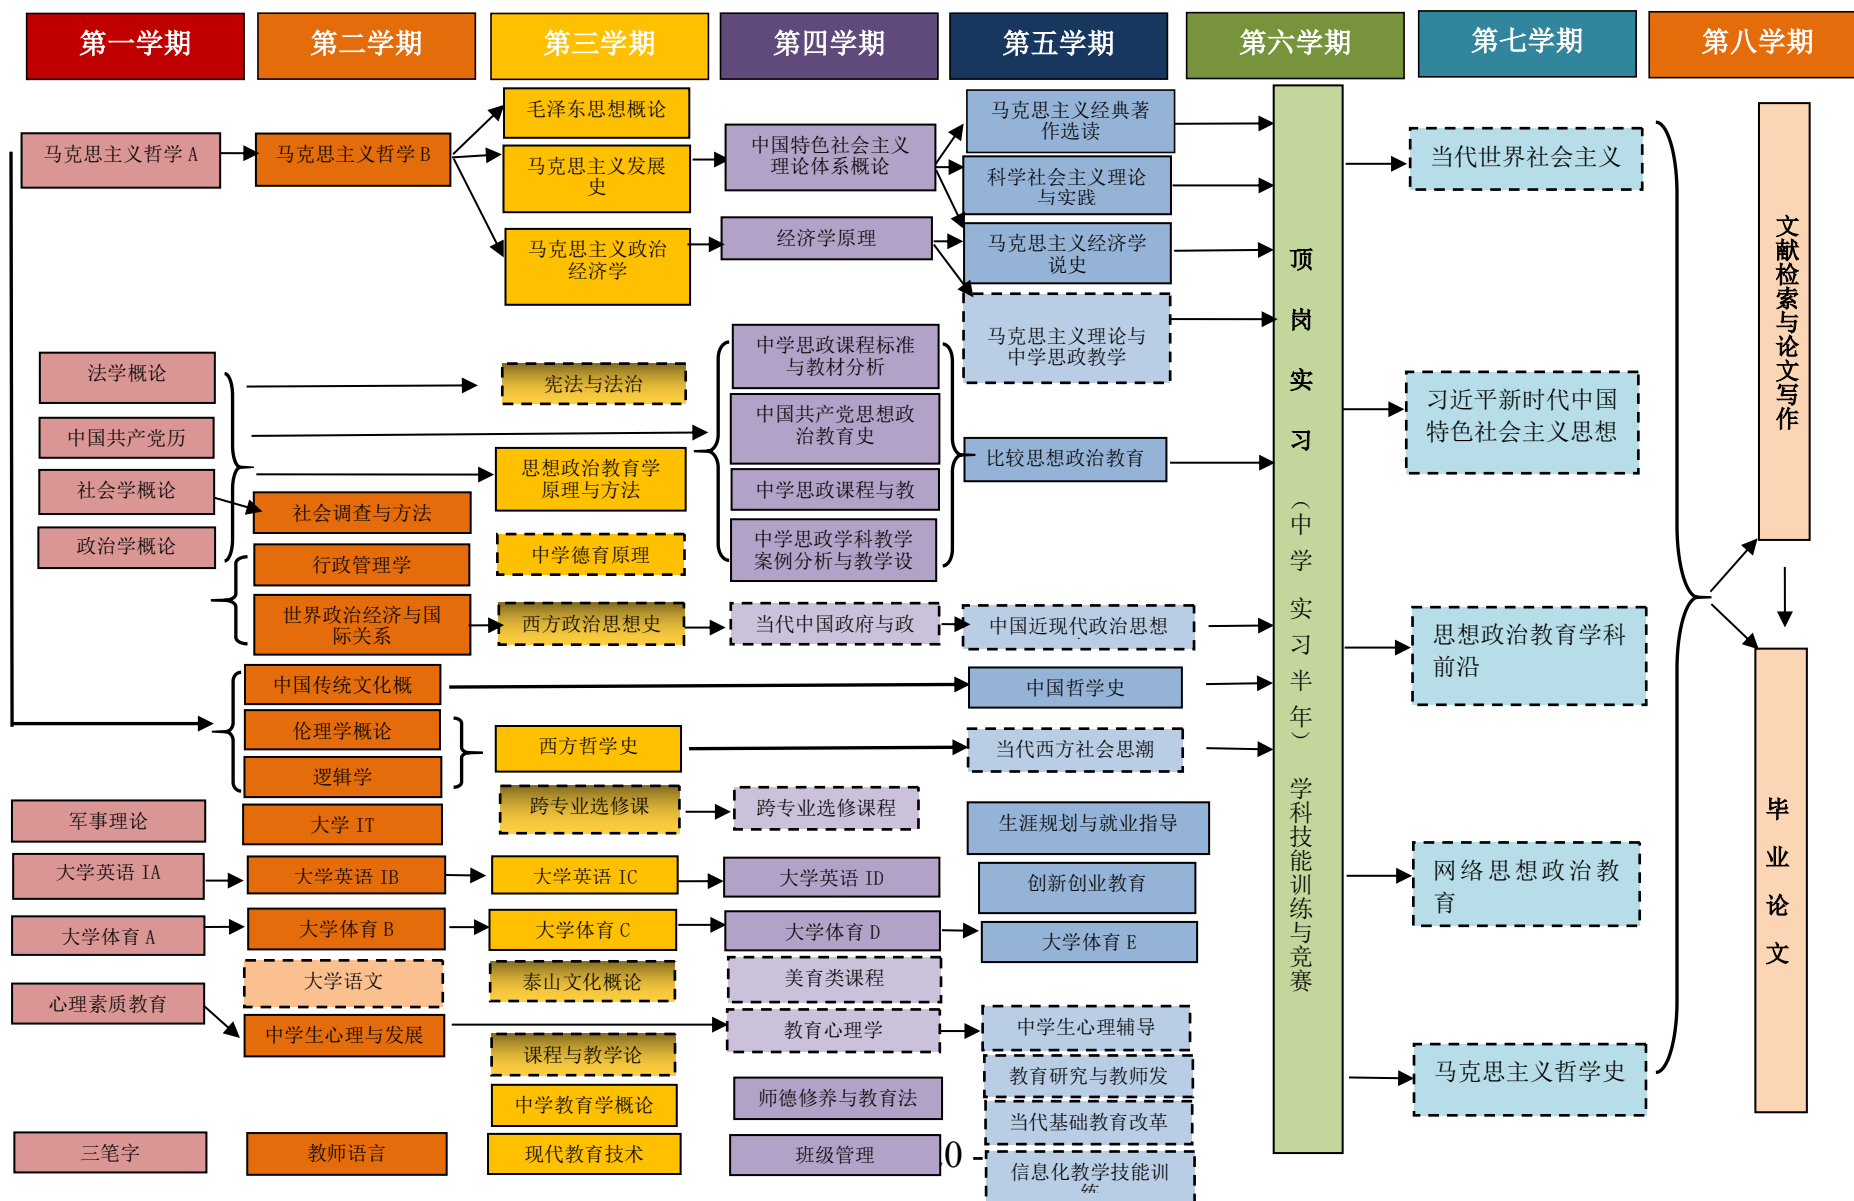 第一学期
第二学期
第三学期
第四学期
第五学期
第六学期
第七学期
第八学期
马克思主义哲学 A
法学概论
中国共产党历
社会学概论
政治学概论
军事理论
大学英语 IA
大学体育 A
心理素质教育
三笔字
马克思主义哲学 B
社会调查与方法
行政管理学
世界政治经济与国
际关系
中国传统文化概
伦理学概论
逻辑学
大学 IT
大学英语 IB
大学体育 B
大学语文
中学生心理与发展
教师语言
毛泽东思想概论
马克思主义发展
史
马克思主义政治
经济学
宪法与法治
思想政治教育学
原理与方法
中学德育原理
西方政治思想史
西方哲学史
跨专业选修课
大学英语 IC
大学体育 C
泰山文化概论
课程与教学论
中学教育学概论
现代教育技术
中国特色社会主义
理论体系概论
经济学原理
中学思政课程标准
与教材分析
中国共产党思想政
治教育史
中学思政课程与教
中学思政学科教学
案例分析与教学设
当代中国政府与政
跨专业选修课程
大学英语 ID
大学体育 D
美育类课程
教育心理学
师德修养与教育法
班级管理
0 -
马克思主义经典著
作选读
科学社会主义理论
与实践
马克思主义经济学
说史
马克思主义理论与
中学思政教学
比较思想政治教育
中国近现代政治思想
中国哲学史
当代西方社会思潮
生涯规划与就业指导
创新创业教育
大学体育 E
中学生心理辅导
教育研究与教师发
当代基础教育改革
信息化教学技能训
练
顶岗实习（中学实习半年）学科技能训练与竞赛
当代世界社会主义
习近平新时代中国
特色社会主义思想
思想政治教育学科
前沿
网络思想政治教
育
马克思主义哲学史
文献检索与论文写作
毕业论文